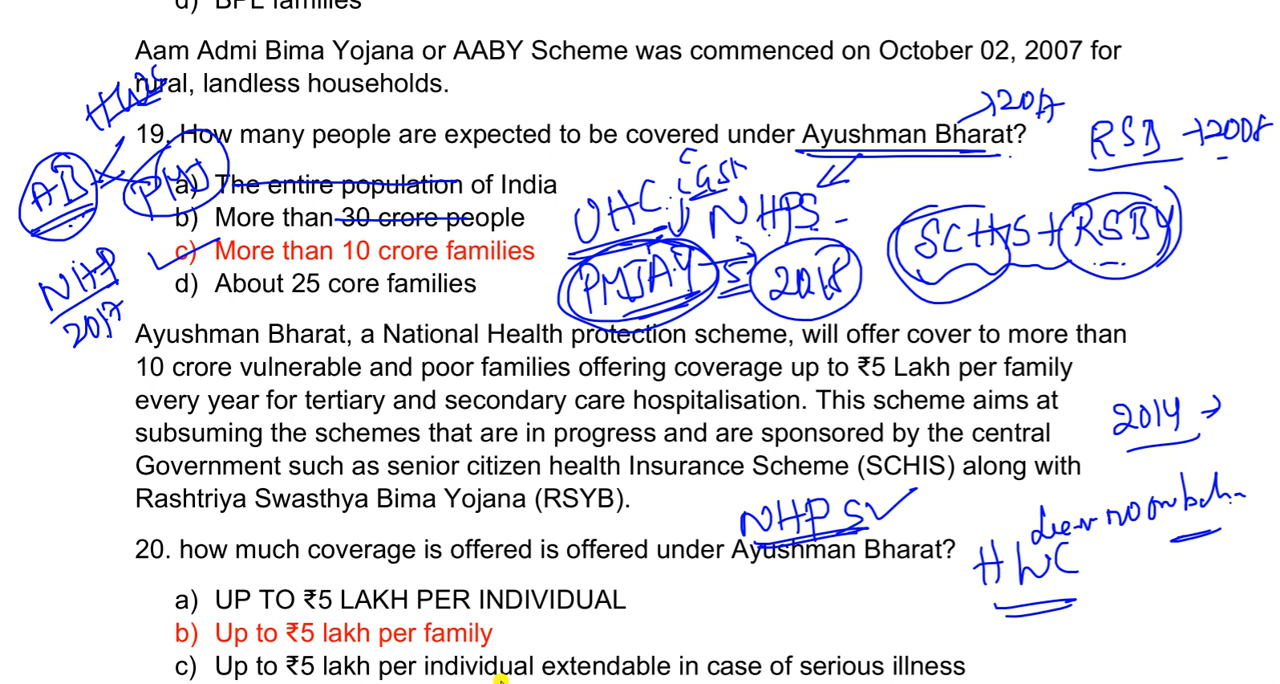 d) BPL families
Aam Admi Bima Yojana or AABY Scheme was commenced on October 02, 2007 for
rural, landless households.
HWC
→2017
19. How many people are expected to be covered under Ayushman Bharat?
RSB →2008
AB
PMJ
a) The entire population of India
Cash
b) More than 30 crore people
UHC
NHPS
SCHIS + RSBY
c) More than 10 crore families
NHP
2017
PMJAY
2018
d) About 25 core families
Ayushman Bharat, a National Health protection scheme, will offer cover to more than
10 crore vulnerable and poor families offering coverage up to ₹5 Lakh per family
every year for tertiary and secondary care hospitalisation. This scheme aims at
2014 →
subsuming the schemes that are in progress and are sponsored by the central
Government such as senior citizen health Insurance Scheme (SCHIS) along with
Rashtriya Swasthya Bima Yojana (RSYB).
NHPS
20. how much coverage is offered is offered under Ayushman Bharat?
HWC
a) UP TO ₹5 LAKH PER INDIVIDUAL
b) Up to ₹5 lakh per family
c) Up to ₹5 lakh per individual extendable in case of serious illness